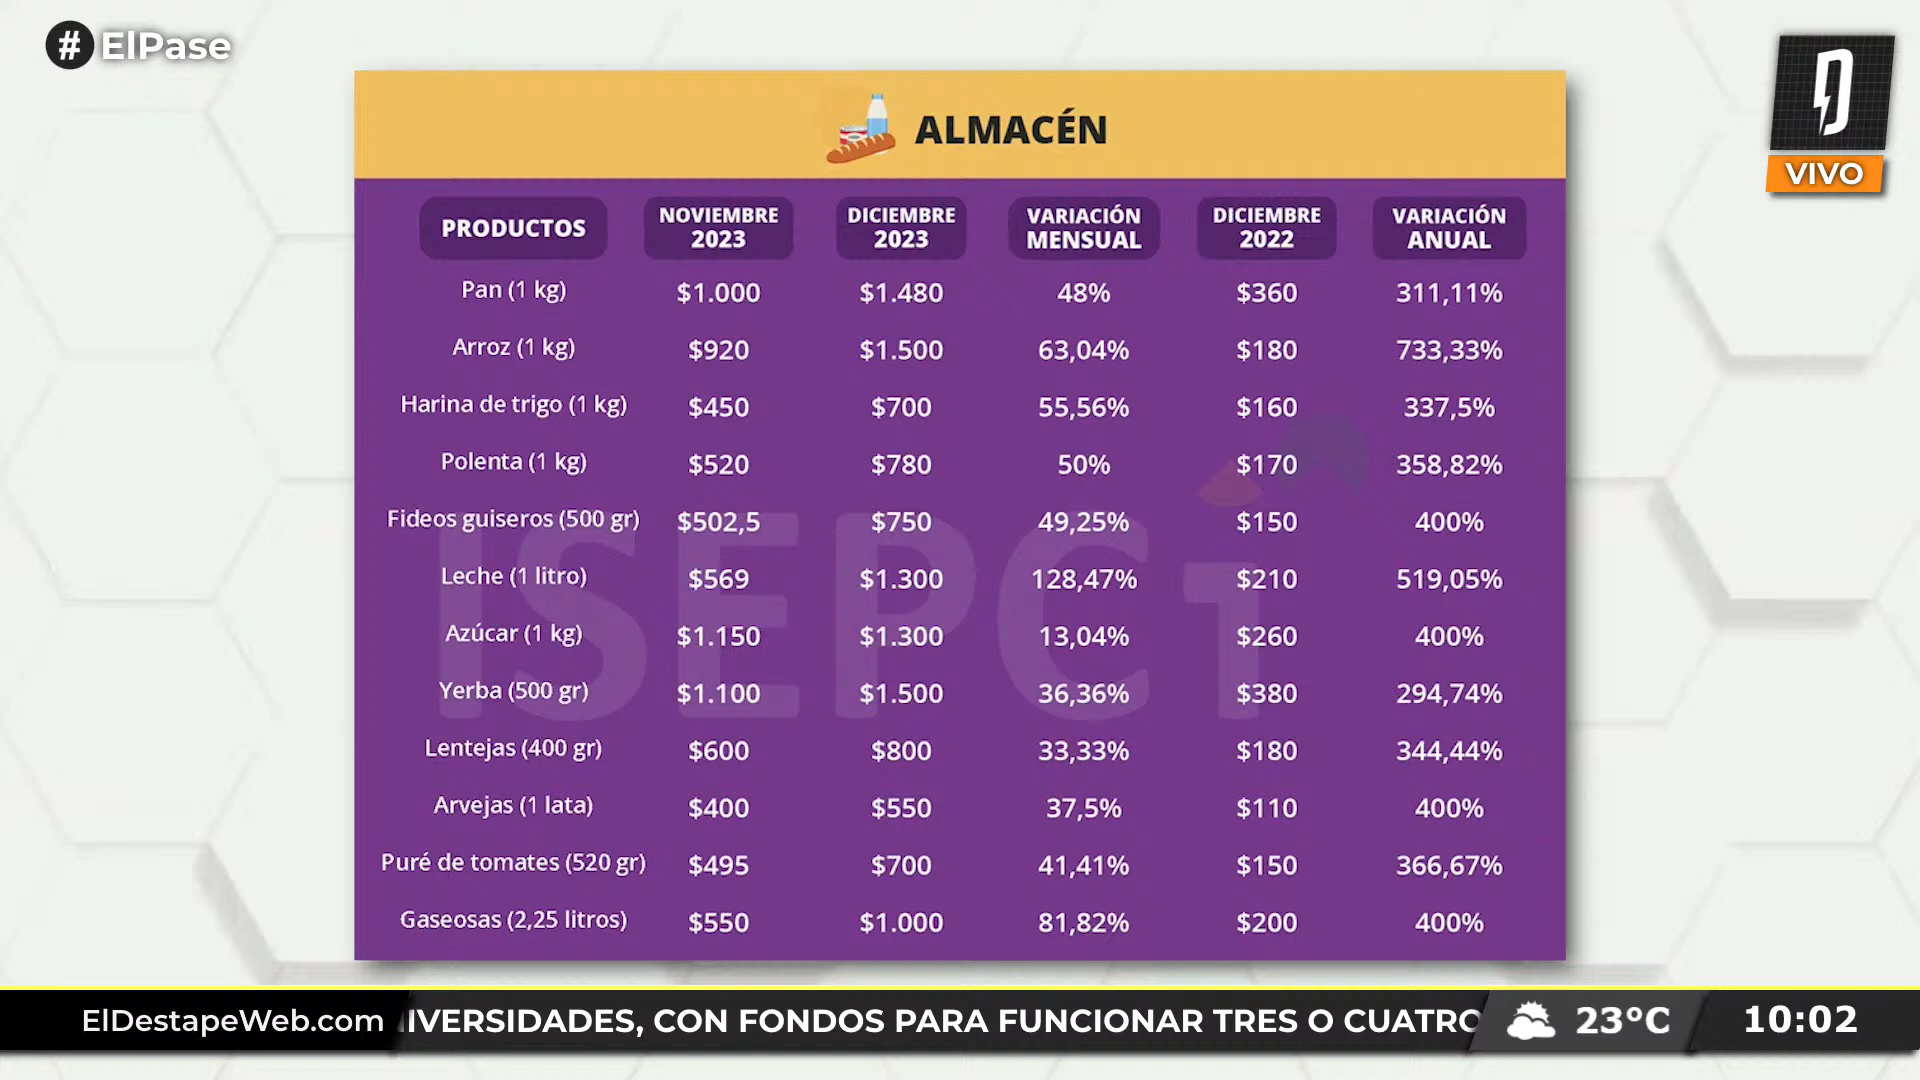 # ElPase
VIVO
ALMACÉN
PRODUCTOS NOVIEMBRE 2023 DICIEMBRE 2023 VARIACIÓN MENSUAL DICIEMBRE 2022 VARIACIÓN ANUAL
Pan (1 kg) $1.000 $1.480 48% $360 311,11%
Arroz (1 kg) $920 $1.500 63,04% $180 733,33%
Harina de trigo (1 kg) $450 $700 55,56% $160 337,5%
Polenta (1 kg) $520 $780 50% $170 358,82%
Fideos guiseros (500 gr) $502,5 $750 49,25% $150 400%
Leche (1 litro) $569 $1.300 128,47% $210 519,05%
Azúcar (1 kg) $1.150 $1.300 13,04% $260 400%
Yerba (500 gr) $1.100 $1.500 36,36% $380 294,74%
Lentejas (400 gr) $600 $800 33,33% $180 344,44%
Arvejas (1 lata) $400 $550 37,5% $110 400%
Puré de tomates (520 gr) $495 $700 41,41% $150 366,67%
Gaseosas (2,25 litros) $550 $1.000 81,82% $200 400%
ISEPCi
ElDestapeWeb.com IVERSIDADES, CON FONDOS PARA FUNCIONAR TRES O CUATRO 23°C 10:02